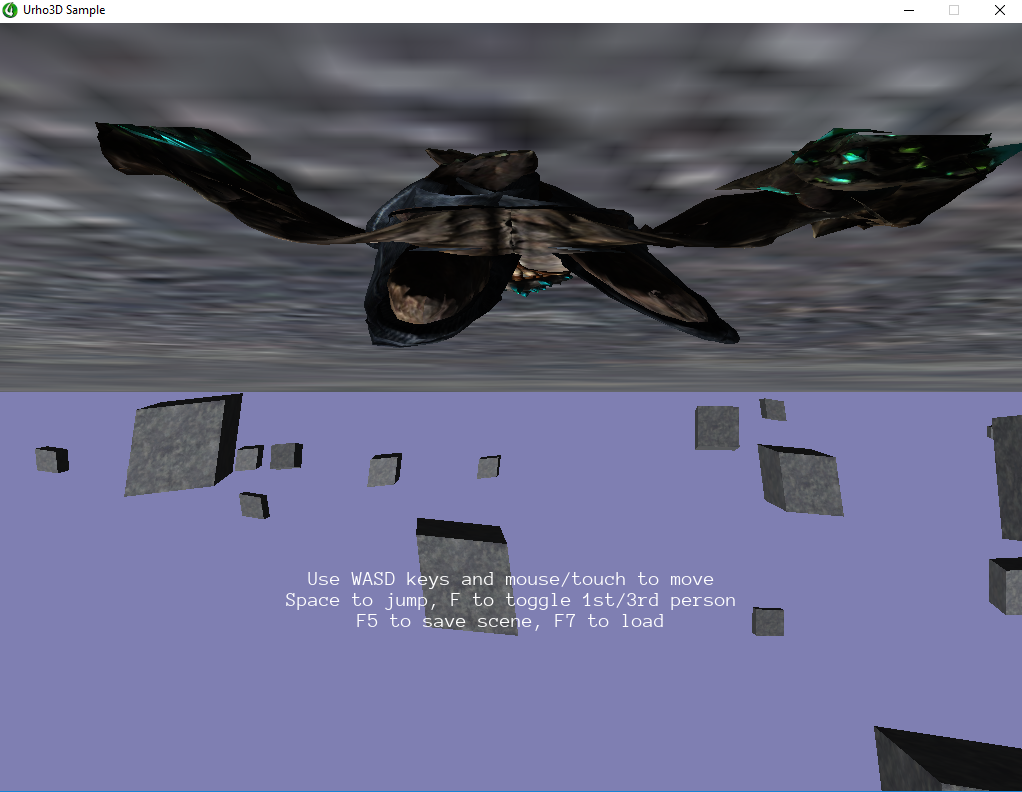 Urho3D Sample
Use WASD keys and mouse/touch to move
Space to jump, F to toggle 1st/3rd person
F5 to save scene, F7 to load